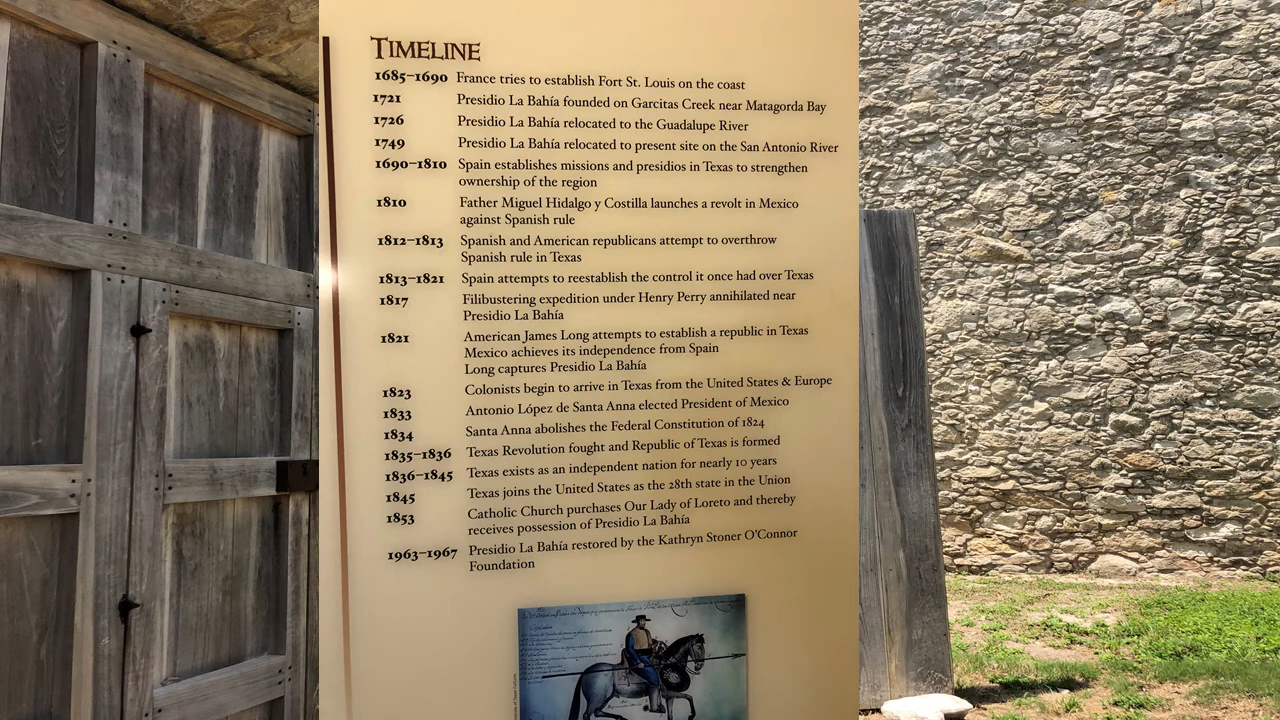 TIMELINE
1685–1690 France tries to establish Fort St. Louis on the coast
1721 Presidio La Bahía founded on Garcitas Creek near Matagorda Bay
1726 Presidio La Bahía relocated to the Guadalupe River
1749 Presidio La Bahía relocated to present site on the San Antonio River
1690–1810 Spain establishes missions and presidios in Texas to strengthen
ownership of the region
1810 Father Miguel Hidalgo y Costilla launches a revolt in Mexico
against Spanish rule
1812–1813 Spanish and American republicans attempt to overthrow
Spanish rule in Texas
1813–1821 Spain attempts to reestablish the control it once had over Texas
1817 Filibustering expedition under Henry Perry annihilated near
Presidio La Bahía
1821 American James Long attempts to establish a republic in Texas
Mexico achieves its independence from Spain
Long captures Presidio La Bahía
1823 Colonists begin to arrive in Texas from the United States & Europe
1833 Antonio López de Santa Anna elected President of Mexico
1834 Santa Anna abolishes the Federal Constitution of 1824
1835–1836 Texas Revolution fought and Republic of Texas is formed
1836–1845 Texas exists as an independent nation for nearly 10 years
1845 Texas joins the United States as the 28th state in the Union
1853 Catholic Church purchases Our Lady of Loreto and thereby
receives possession of Presidio La Bahía
1963–1967 Presidio La Bahía restored by the Kathryn Stoner O'Connor
Foundation